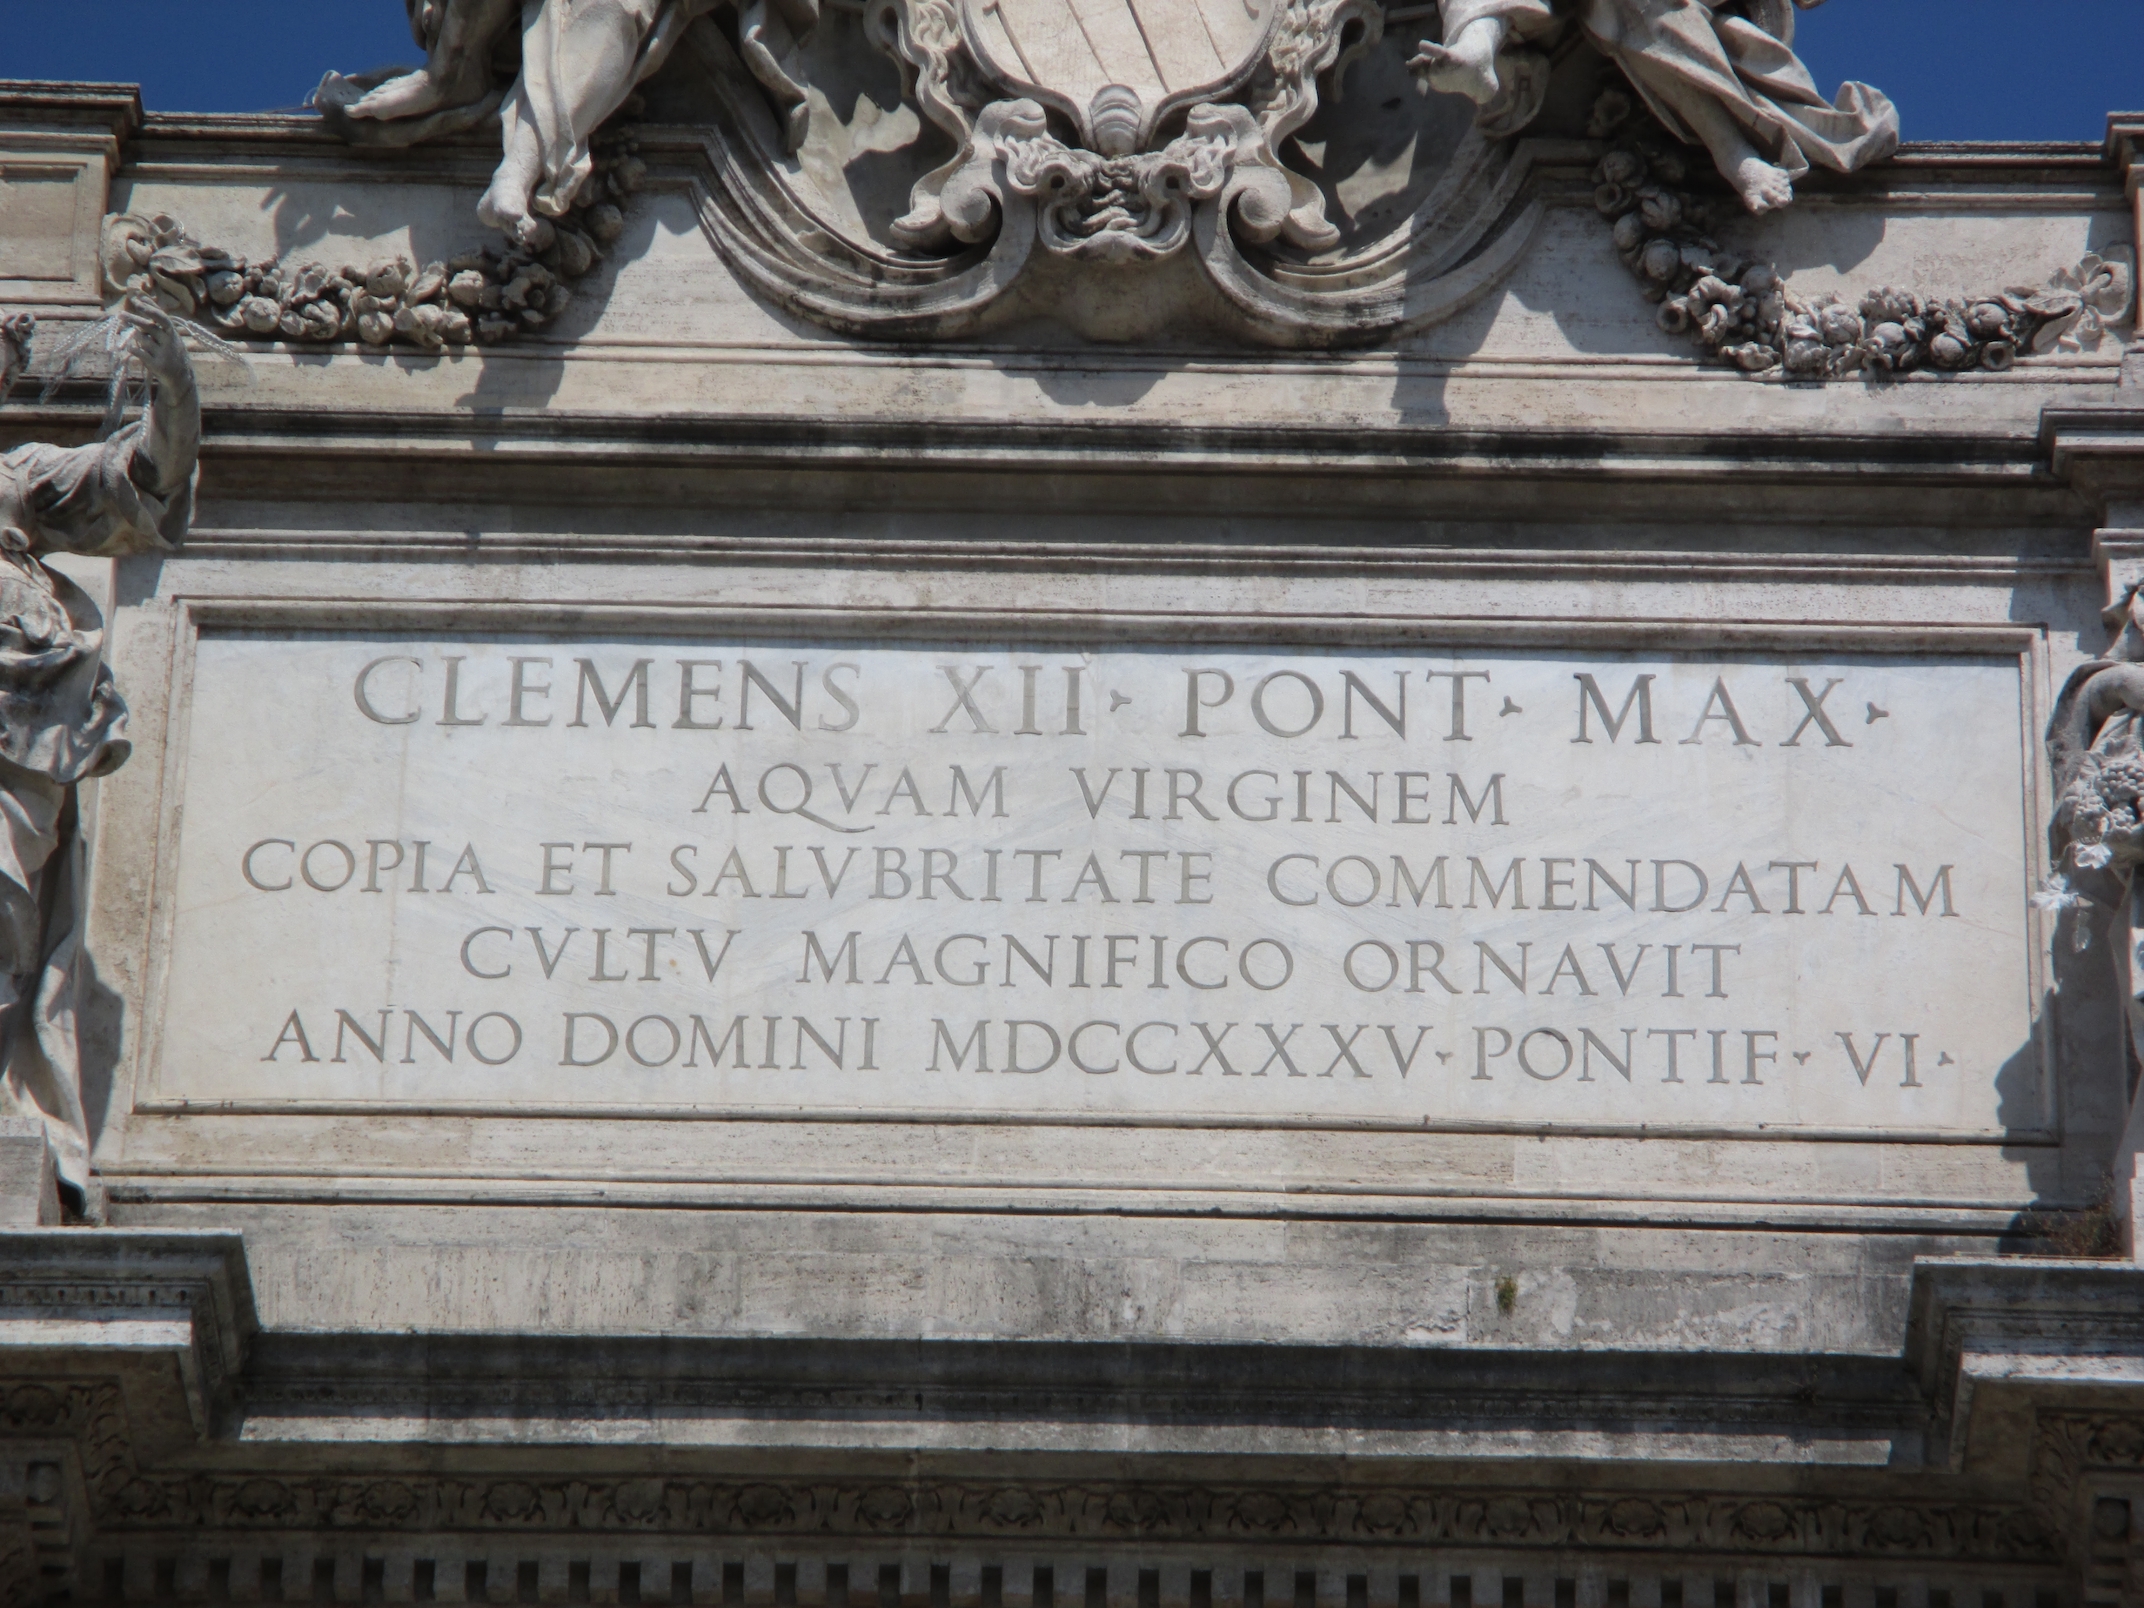 CLEMENS XII · PONT · MAX ·
AQVAM VIRGINEM
COPIA ET SALVBRITATE COMMENDATAM
CVLTV MAGNIFICO ORNAVIT
ANNO DOMINI MDCCXXXV · PONTIF · VI ·